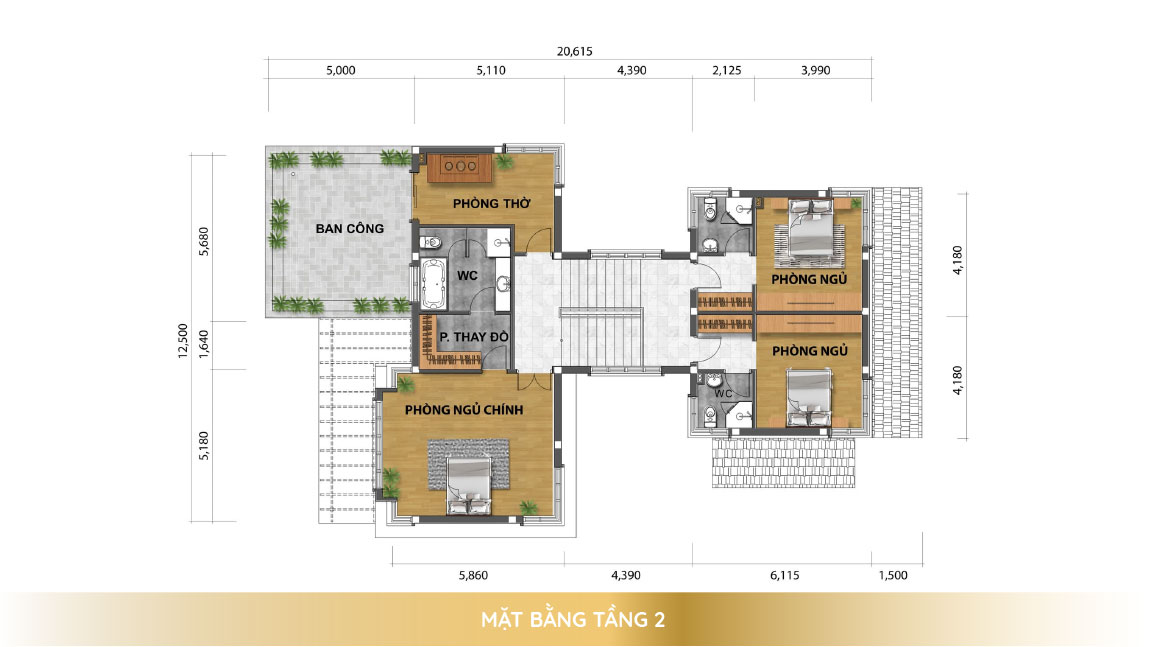 20,615
5,000
5,110
4,390
2,125
3,990
PHÒNG THỜ
BAN CÔNG
5,680
WC
PHÒNG NGỦ
4,180
12,500
1,640
P. THAY ĐỒ
PHÒNG NGỦ
4,180
WC
PHÒNG NGỦ CHÍNH
5,180
5,860
4,390
6,115
1,500
MẶT BẰNG TẦNG 2